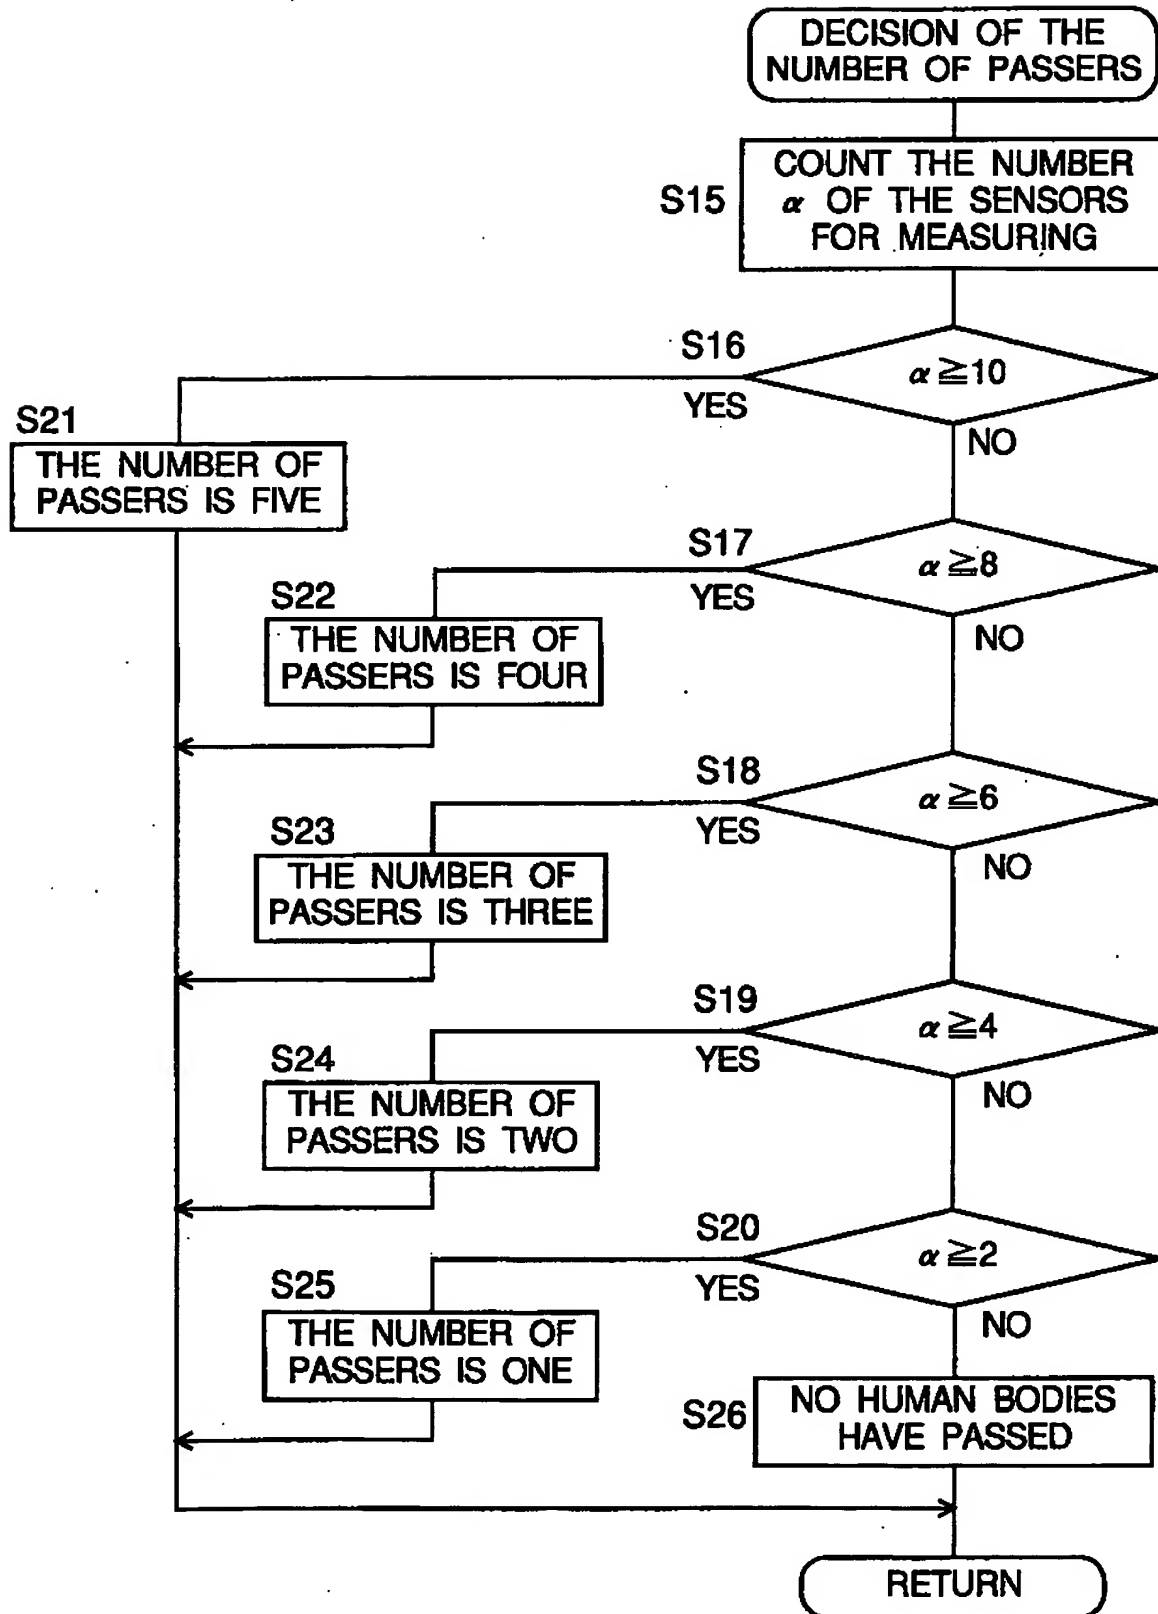 DECISION OF THE
NUMBER OF PASSERS
S15
COUNT THE NUMBER
α OF THE SENSORS
FOR MEASURING
S16
α≧10
YES
NO
S21
THE NUMBER OF
PASSERS IS FIVE
S17
α≧8
YES
NO
S22
THE NUMBER OF
PASSERS IS FOUR
S18
α≧6
YES
NO
S23
THE NUMBER OF
PASSERS IS THREE
S19
α≧4
YES
NO
S24
THE NUMBER OF
PASSERS IS TWO
S20
α≧2
YES
NO
S25
THE NUMBER OF
PASSERS IS ONE
S26
NO HUMAN BODIES
HAVE PASSED
RETURN